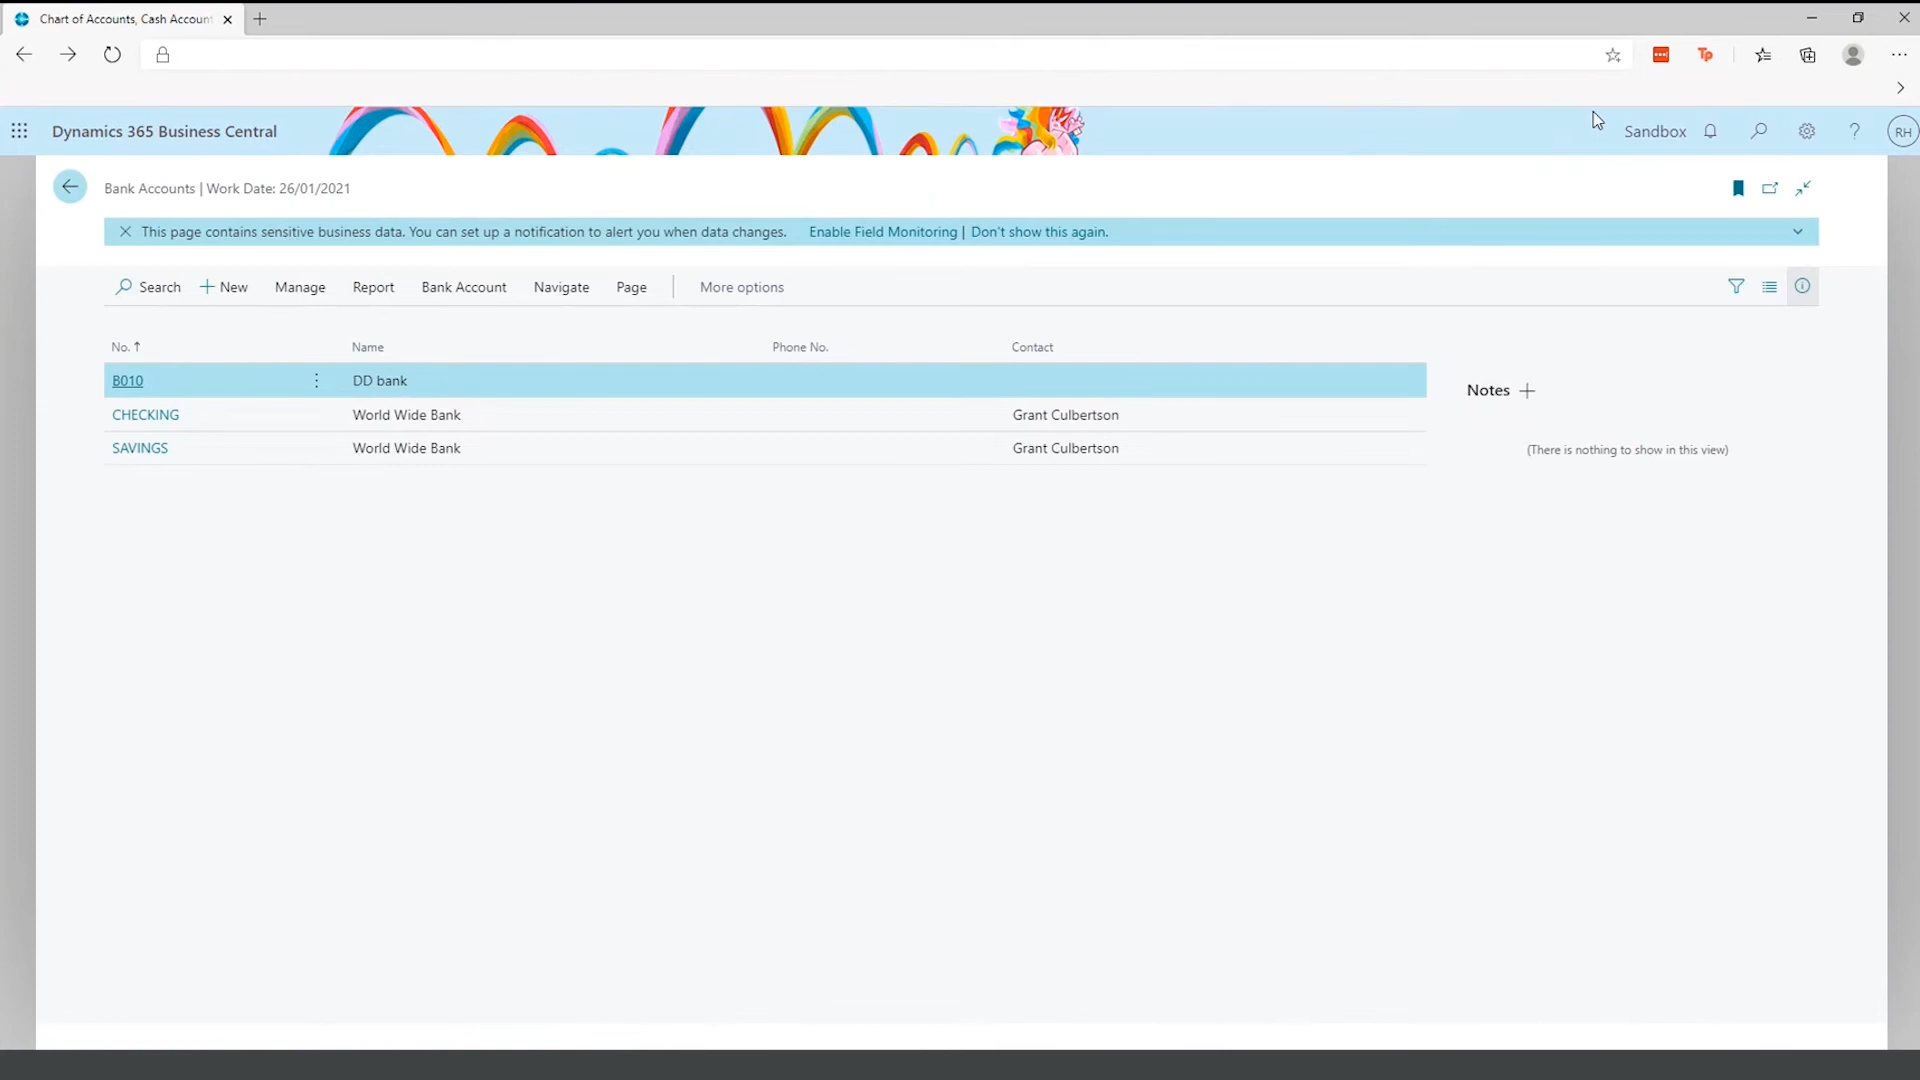 Chart of Accounts, Cash Account
Tp
Dynamics 365 Business Central
Sandbox
RH
Bank Accounts | Work Date: 26/01/2021
This page contains sensitive business data. You can set up a notification to alert you when data changes. Enable Field Monitoring | Don't show this again.
Search New Manage Report Bank Account Navigate Page More options
No. ↑ Name Phone No. Contact
B010 DD bank
Notes
CHECKING World Wide Bank Grant Culbertson
SAVINGS World Wide Bank Grant Culbertson
(There is nothing to show in this view)